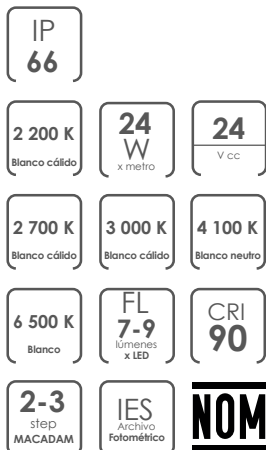 IP
66
2 200 K
Blanco cálido
24
W
x metro
24
V cc
2 700 K
Blanco cálido
3 000 K
Blanco cálido
4 100 K
Blanco neutro
6 500 K
Blanco
FL
7-9
lúmenes
x LED
CRI
90
2-3
step
MACADAM
IES
Archivo
Fotométrico
NOM